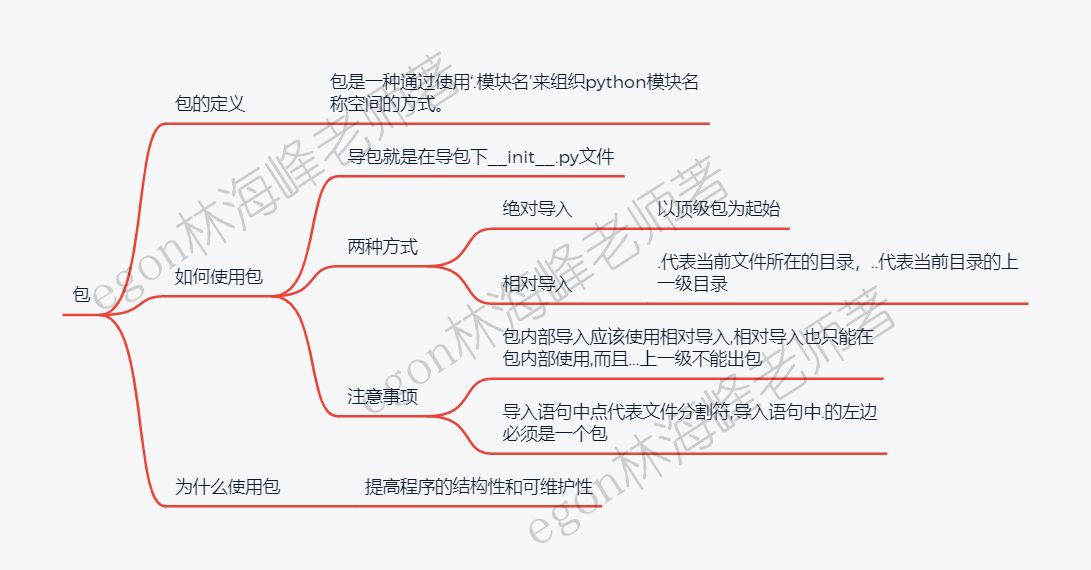 包
包的定义
包是一种通过使用‘.模块名’来组织python模块名
称空间的方式。
如何使用包
导包就是在导包下__init__.py文件
两种方式
绝对导入
以顶级包为起始
相对导入
.代表当前文件所在的目录，..代表当前目录的上
一级目录
注意事项
包内部导入应该使用相对导入,相对导入也只能在
包内部使用,而且...上一级不能出包
导入语句中点代表文件分割符,导入语句中.的左边
必须是一个包
为什么使用包
提高程序的结构性和可维护性
egon林海峰老师著
egon林海峰老师著
egon林海峰老师著